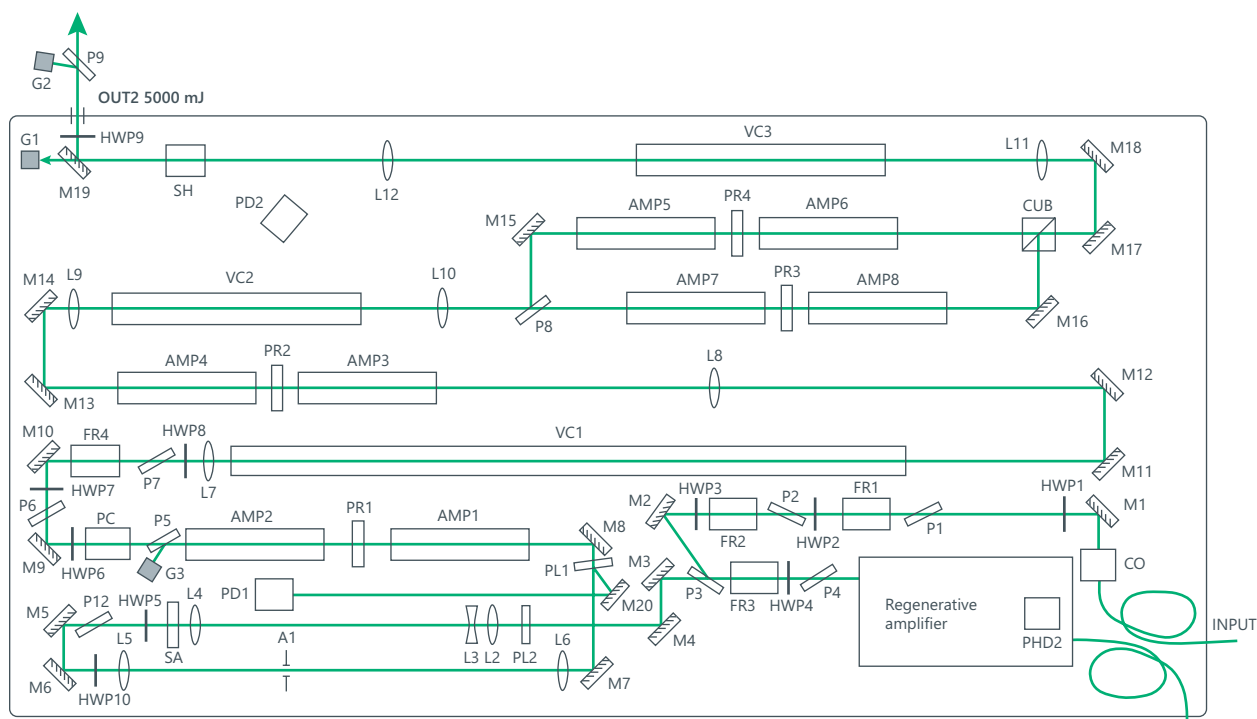 P9
G2
OUT2 5000 mJ
HWP9
G1
M19
SH
L12
VC3
L11
M18
PD2
M15
AMP5
PR4
AMP6
CUB
M17
M14
L9
VC2
L10
P8
AMP7
PR3
AMP8
M16
M13
AMP4
PR2
AMP3
L8
M12
M10
FR4
HWP7
P7
HWP8
L7
VC1
M11
P6
M9
HWP6
PC
P5
G3
AMP2
PR1
AMP1
M8
PL1
M20
PD1
M2
HWP3
FR2
P2
HWP2
FR1
P1
HWP1
M1
CO
M3
P3
FR3
HWP4
P4
Regenerative
amplifier
PHD2
INPUT
M5
P12
HWP5
SA
L4
A1
L3
L2
PL2
M4
M6
HWP10
L5
L6
M7